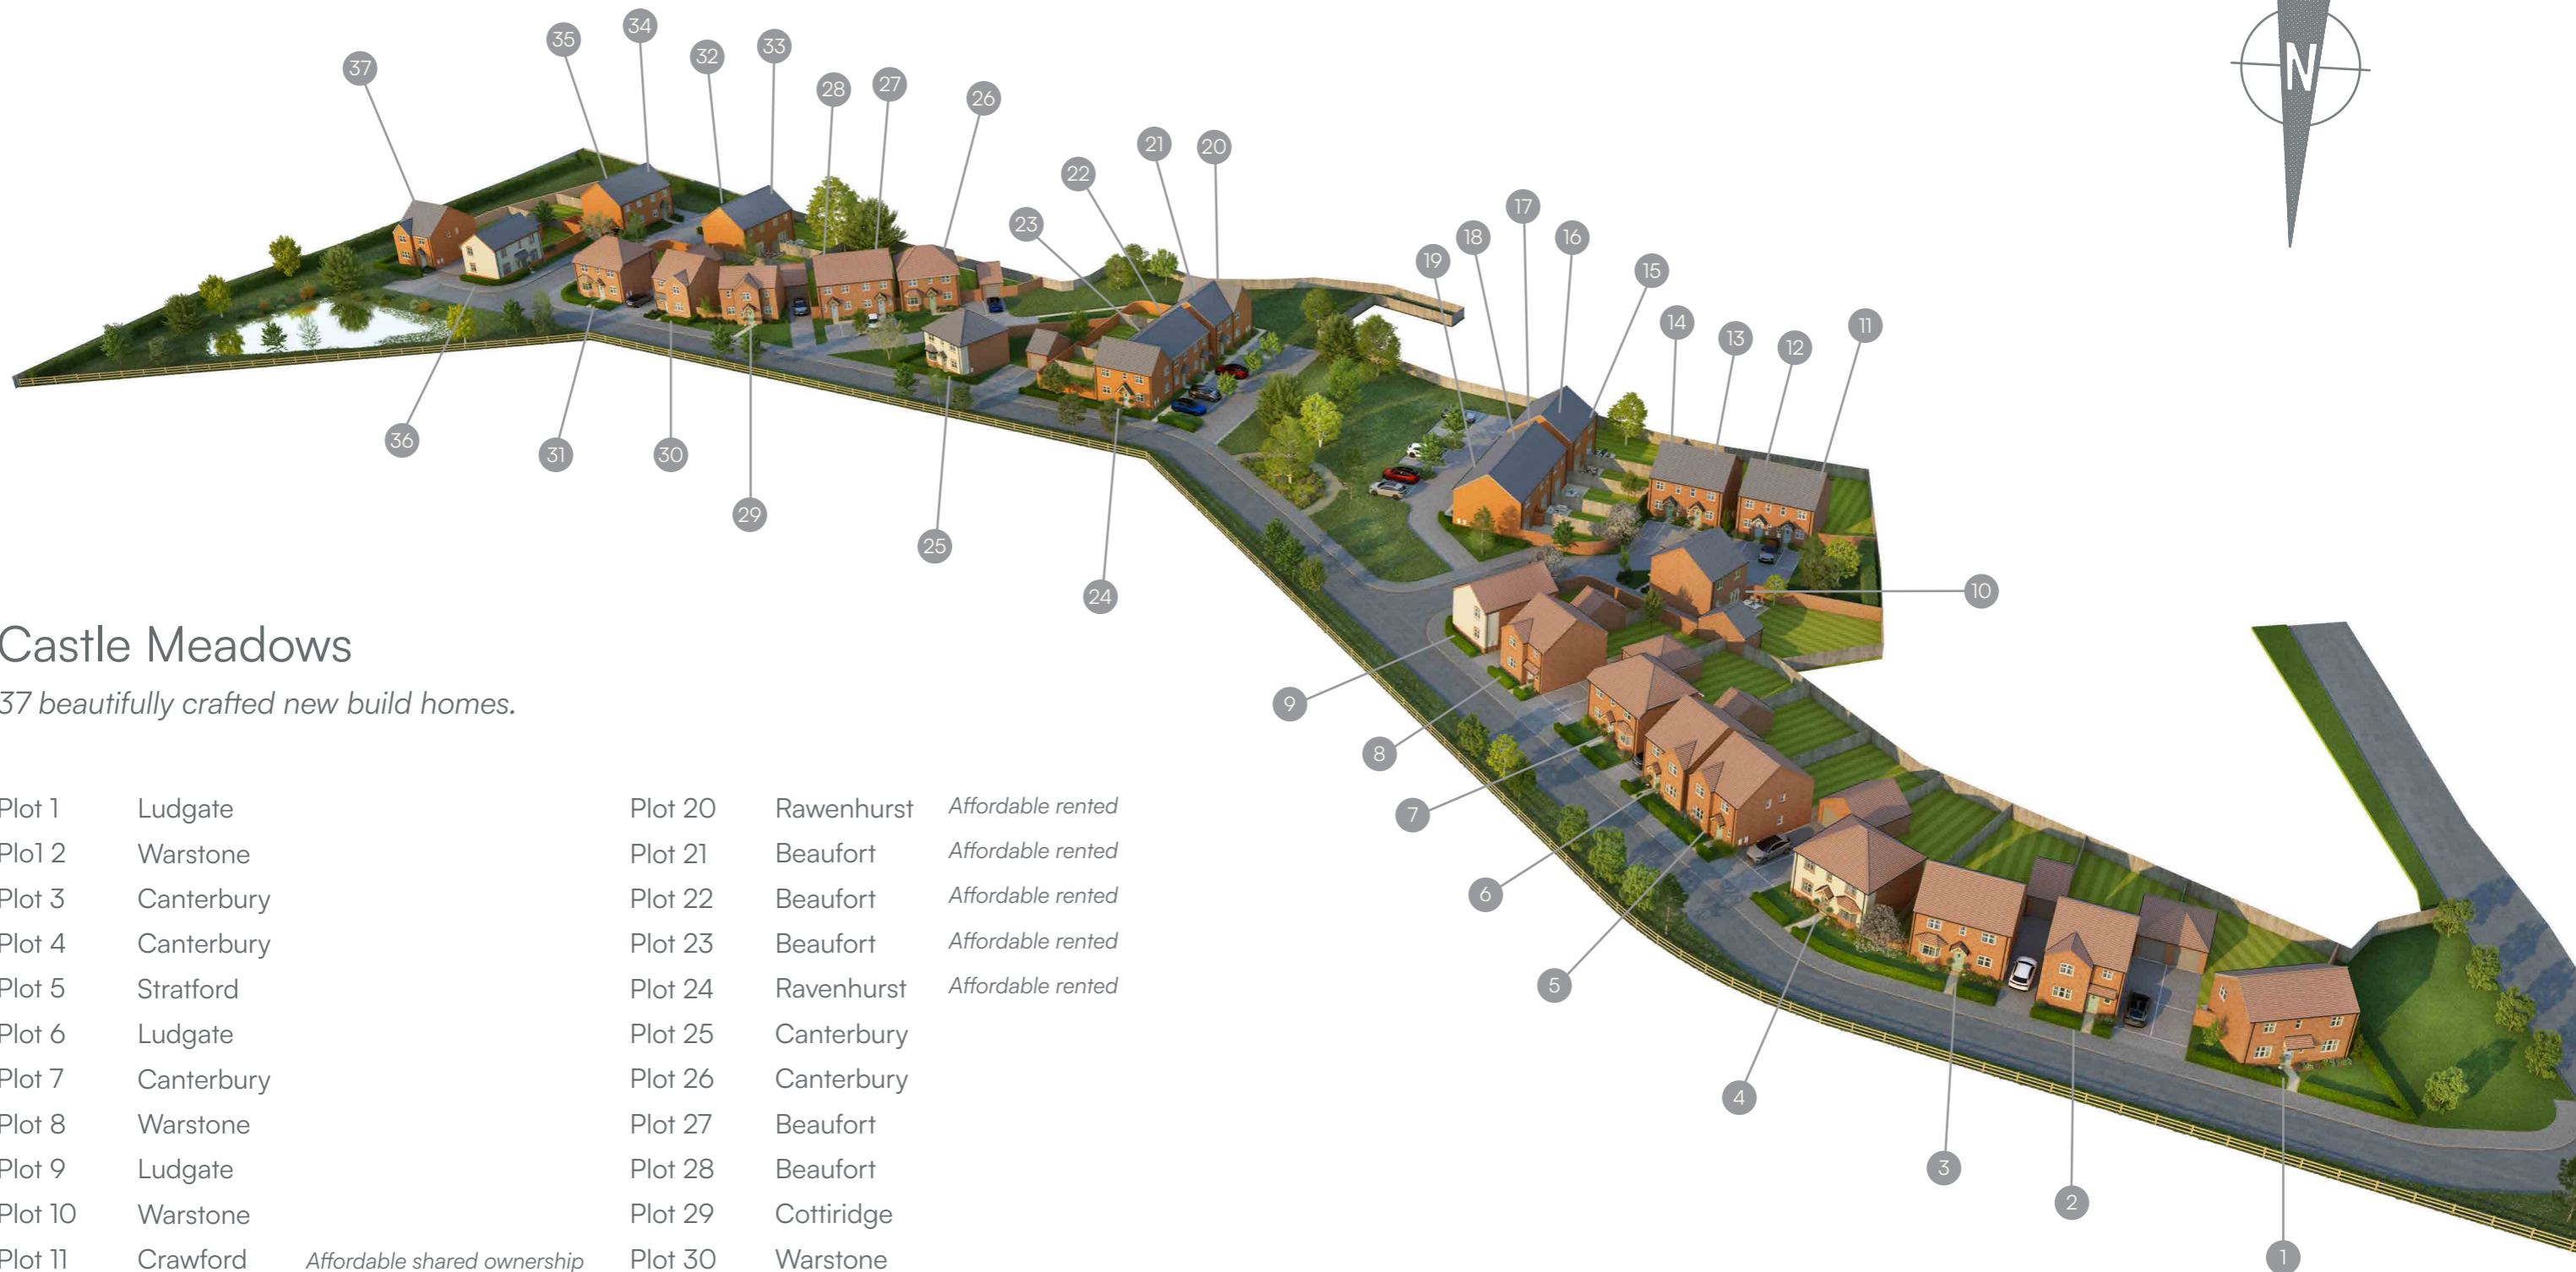 N
37
35
34
32
33
28
27
26
21
20
22
23
17
18
16
19
15
14
13
12
11
36
31
30
29
25
24
10
9
8
7
6
5
4
3
2
1
Castle Meadows
37 beautifully crafted new build homes.
Plot 1 Ludgate
Plo1 2 Warstone
Plot 3 Canterbury
Plot 4 Canterbury
Plot 5 Stratford
Plot 6 Ludgate
Plot 7 Canterbury
Plot 8 Warstone
Plot 9 Ludgate
Plot 10 Warstone
Plot 11 Crawford Affordable shared ownership
Plot 20 Rawenhurst Affordable rented
Plot 21 Beaufort Affordable rented
Plot 22 Beaufort Affordable rented
Plot 23 Beaufort Affordable rented
Plot 24 Ravenhurst Affordable rented
Plot 25 Canterbury
Plot 26 Canterbury
Plot 27 Beaufort
Plot 28 Beaufort
Plot 29 Cottiridge
Plot 30 Warstone